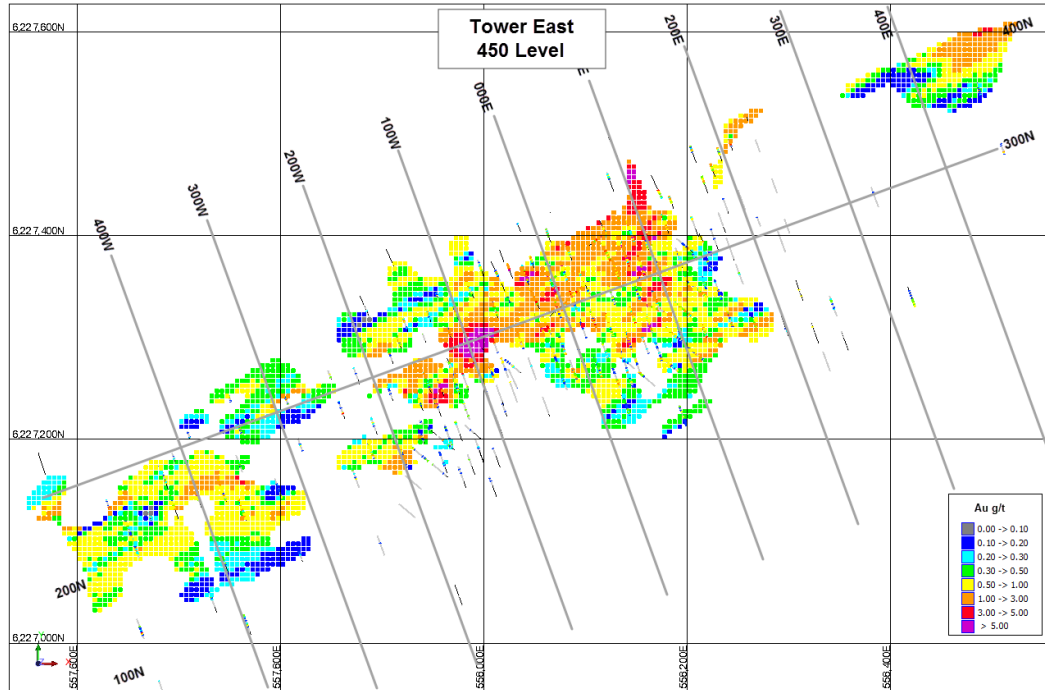 6,227,600N
Tower East
450 Level
200E
300E
400E
400N
000E
100W
300N
200W
300W
6,227,400N
400W
6,227,200N
Au g/t
0.00 -> 0.10
0.10 -> 0.20
0.20 -> 0.30
0.30 -> 0.50
0.50 -> 1.00
1.00 -> 3.00
3.00 -> 5.00
> 5.00
200N
6,227,000N
100N
557,600E
557,800E
558,000E
558,200E
558,400E